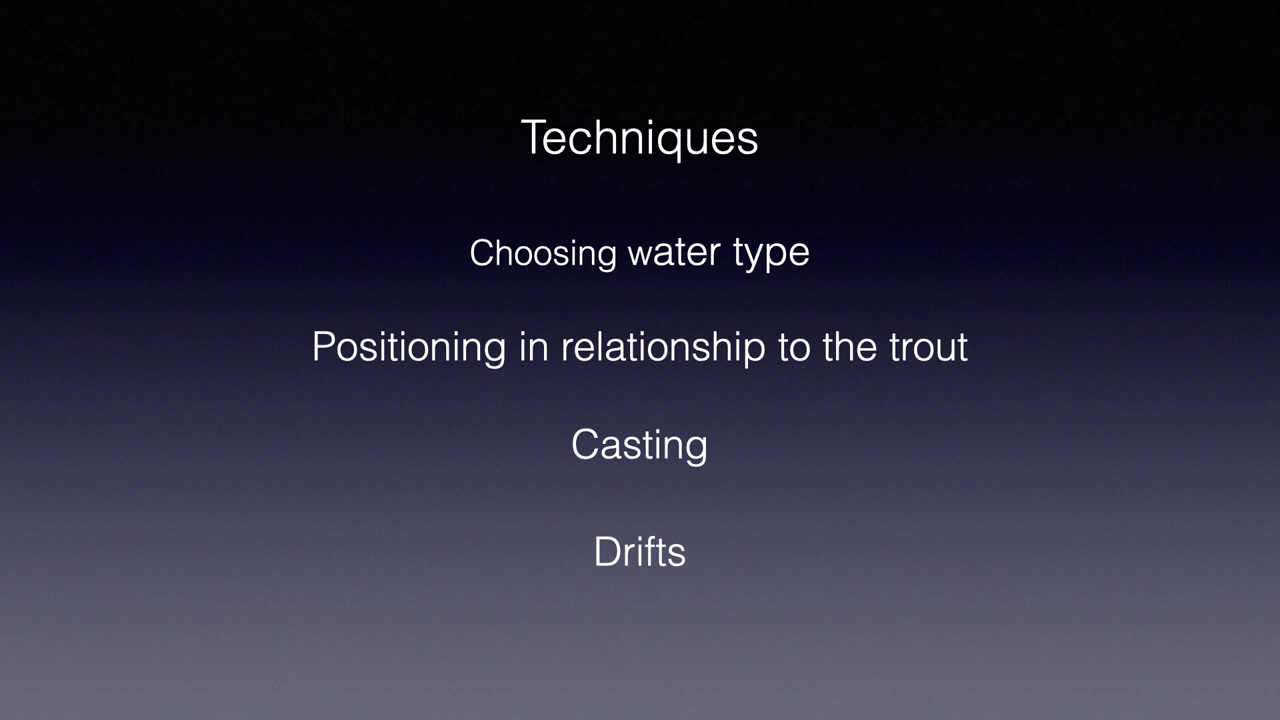 Techniques
Choosing water type
Positioning in relationship to the trout
Casting
Drifts